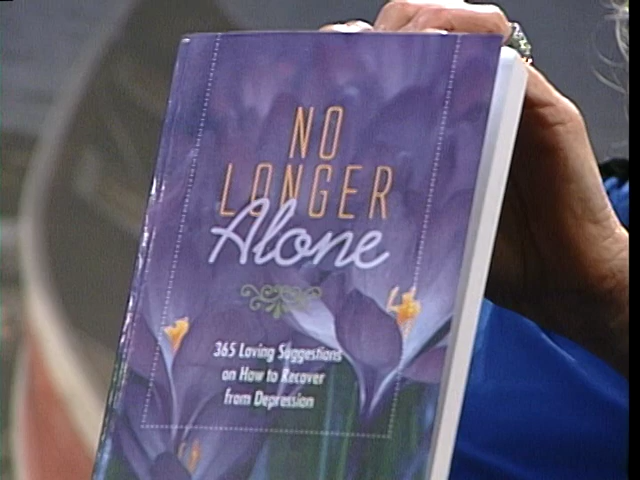 NO
LONGER
Alone
365 Loving Suggestions
on How to Recover
from Depression